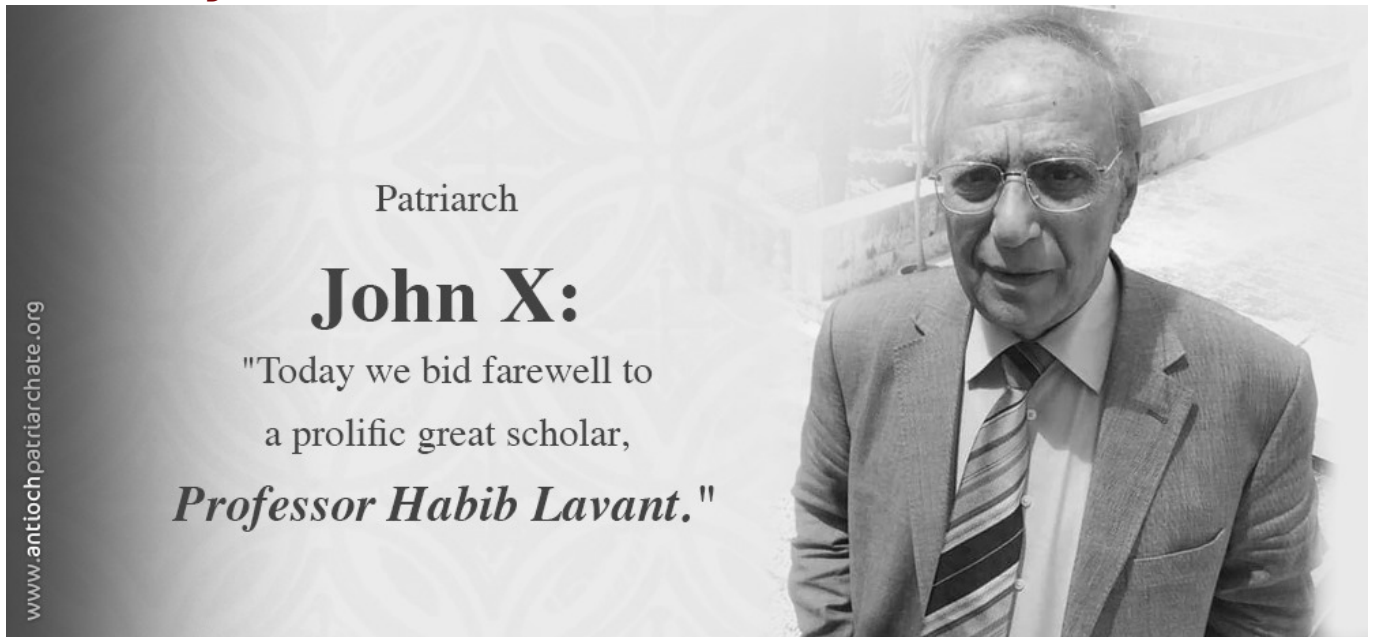 Patriarch
John X:
"Today we bid farewell to
a prolific great scholar,
Professor Habib Lavant."
www.antiochpatriarchate.org